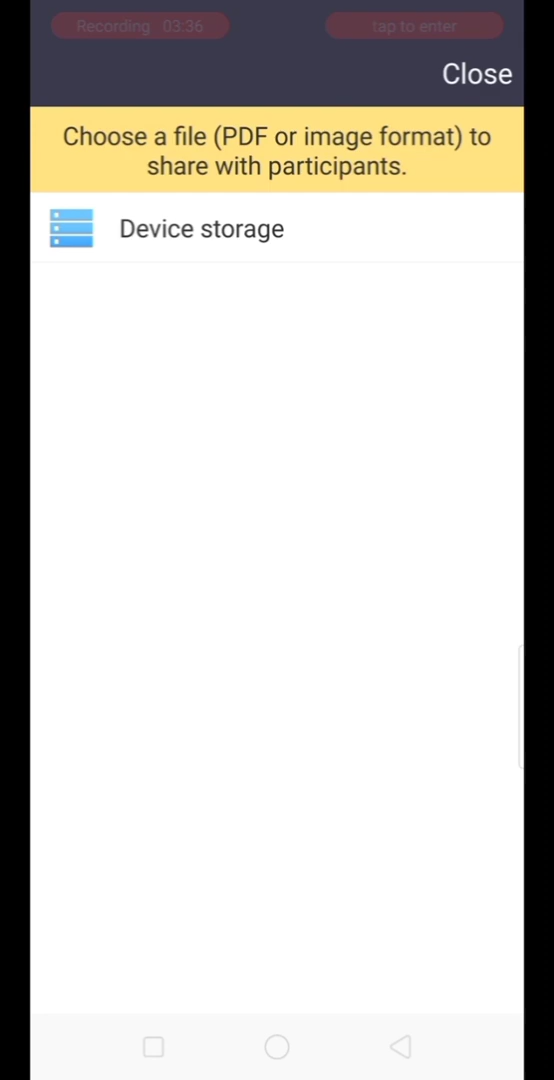 Recording 03:36
tap to enter
Close
Choose a file (PDF or image format) to
share with participants.
Device storage